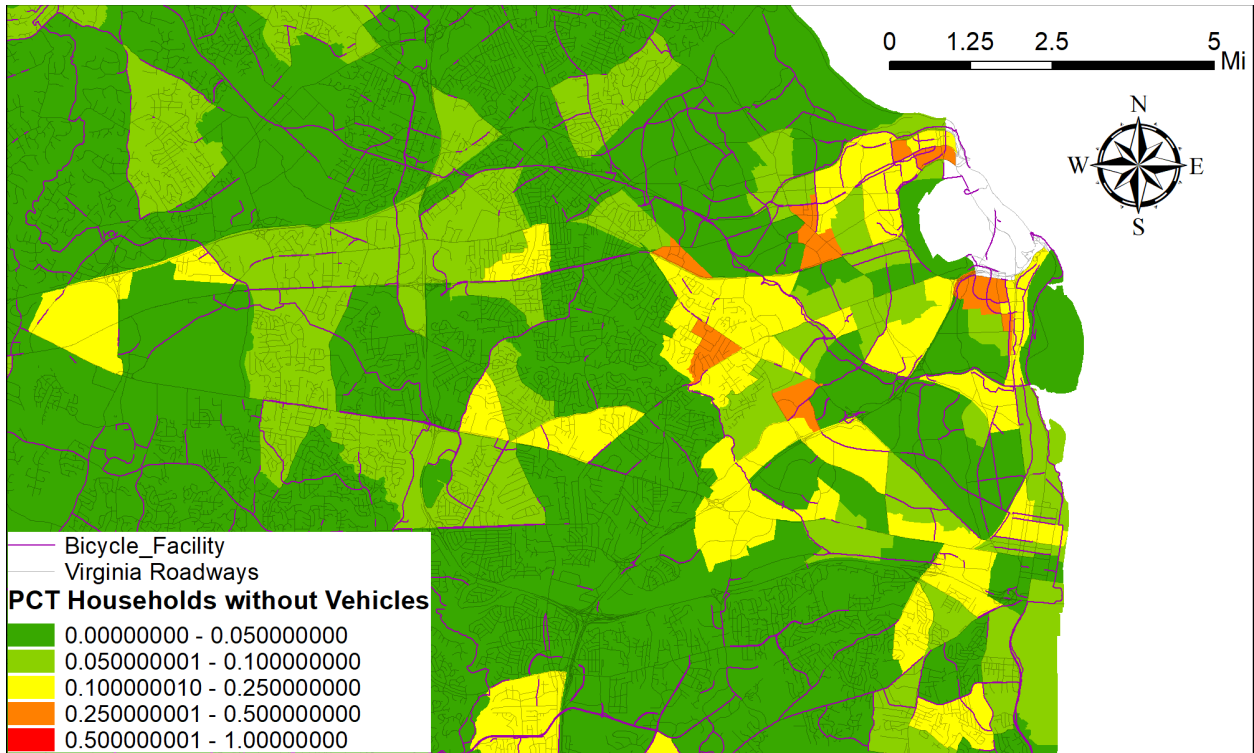 0 1.25 2.5 5
Mi
N
W E
S
Bicycle_Facility
Virginia Roadways
PCT Households without Vehicles
0.00000000 - 0.050000000
0.050000001 - 0.100000000
0.100000010 - 0.250000000
0.250000001 - 0.500000000
0.500000001 - 1.00000000